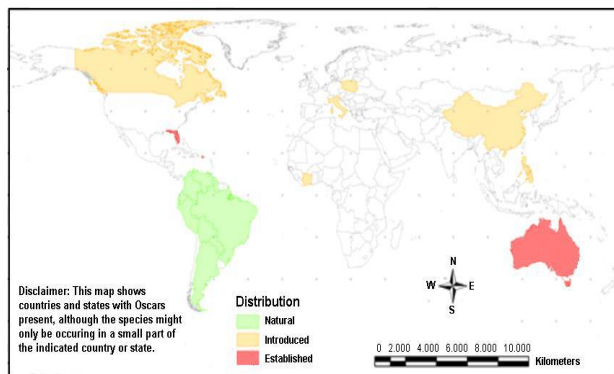 Disclaimer: This map shows
countries and states with Oscars
present, although the species might
only be occuring in a small part of
the indicated country or state.
Distribution
Natural
Introduced
Established
N
W E
S
0 2.000 4.000 6.000 8.000 10.000
Kilometers